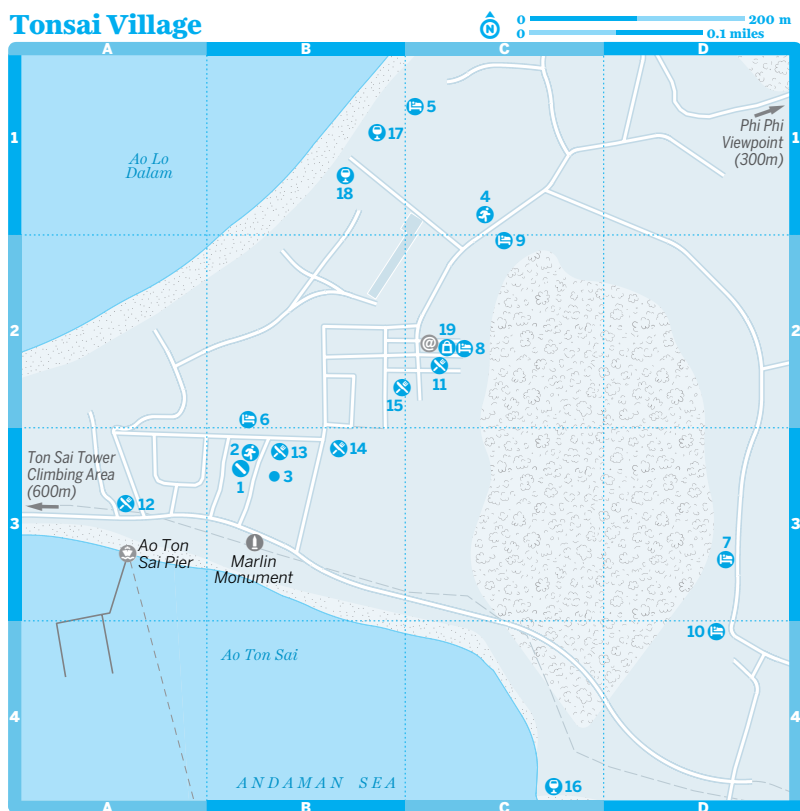 Tonsai Village
N
0
200 m
0
0.1 miles
A
B
C
D
1
1
5
17
Phi Phi
Viewpoint
(300m)
Ao Lo
Dalam
18
4
9
2
2
19
@
8
11
15
6
Ton Sai Tower
Climbing Area
(600m)
2
13
14
1
3
12
3
3
Ao Ton
Sai Pier
Marlin
Monument
7
10
Ao Ton Sai
4
4
ANDAMAN SEA
16
A
B
C
D